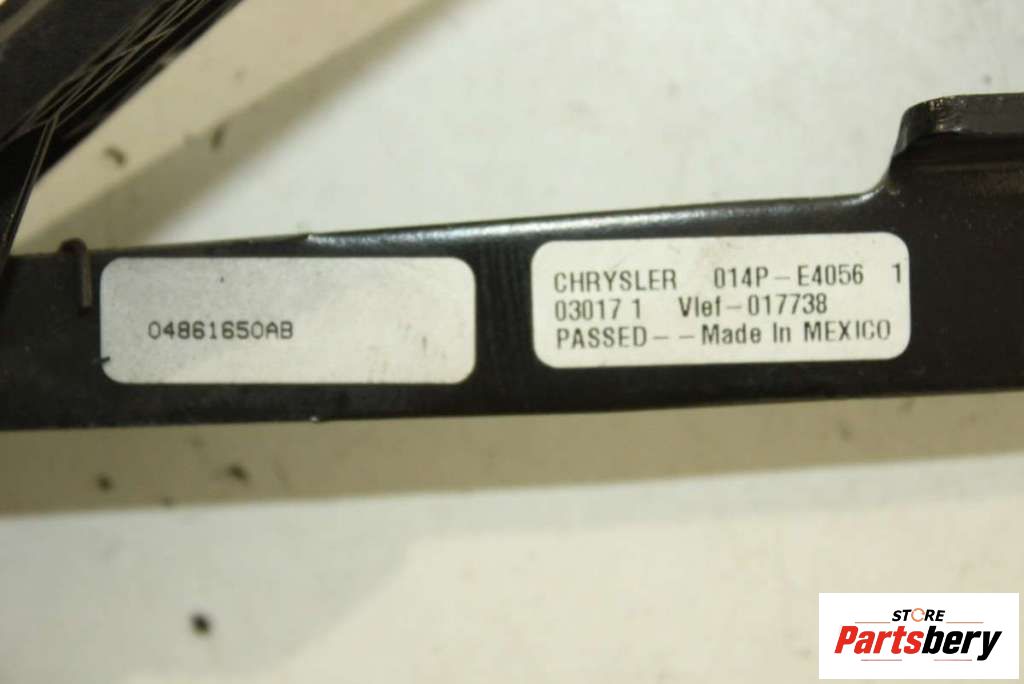 04861650AB
CHRYSLER 014P-E4056 1
03017 1 Vlef-017738
PASSED--Made In MEXICO
STORE
Partsbery